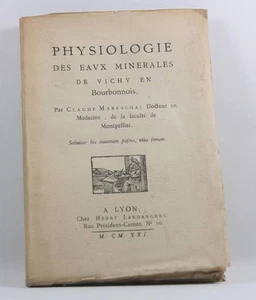 PHYSIOLOGIE
DES EAVX MINERALES
DE VICHY EN
Bourbonnois,
Par CLAUDE MARESCHAL Docteur en
Medecine, de la faculté de
Montpellier.
A LYON,
Chez HENRY LARDANCHET,
Rue Président-Carnot, No 10
M. CM. XXI.